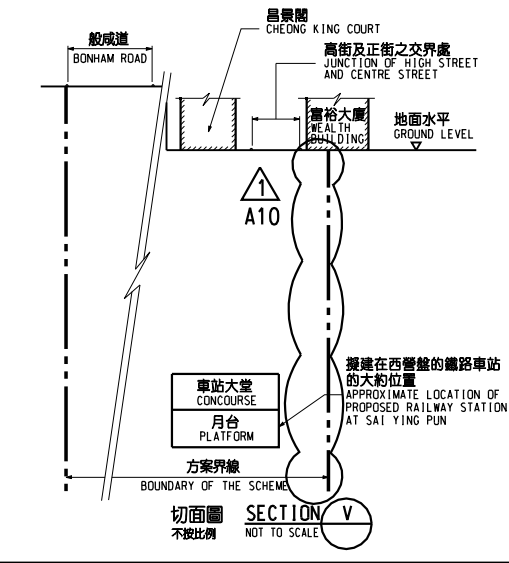 昌景閣
CHEONG KING COURT
般咸道
BONHAM ROAD
高街及正街之交界處
JUNCTION OF HIGH STREET
AND CENTRE STREET
富裕大廈
WEALTH
BUILDING
地面水平
GROUND LEVEL
1
A10
車站大堂
CONCOURSE
月台
PLATFORM
擬建在西營盤的鐵路車站
的大約位置
APPROXIMATE LOCATION OF
PROPOSED RAILWAY STATION
AT SAI YING PUN
方案界線
BOUNDARY OF THE SCHEME
切面圖 SECTION V
不按比例 NOT TO SCALE